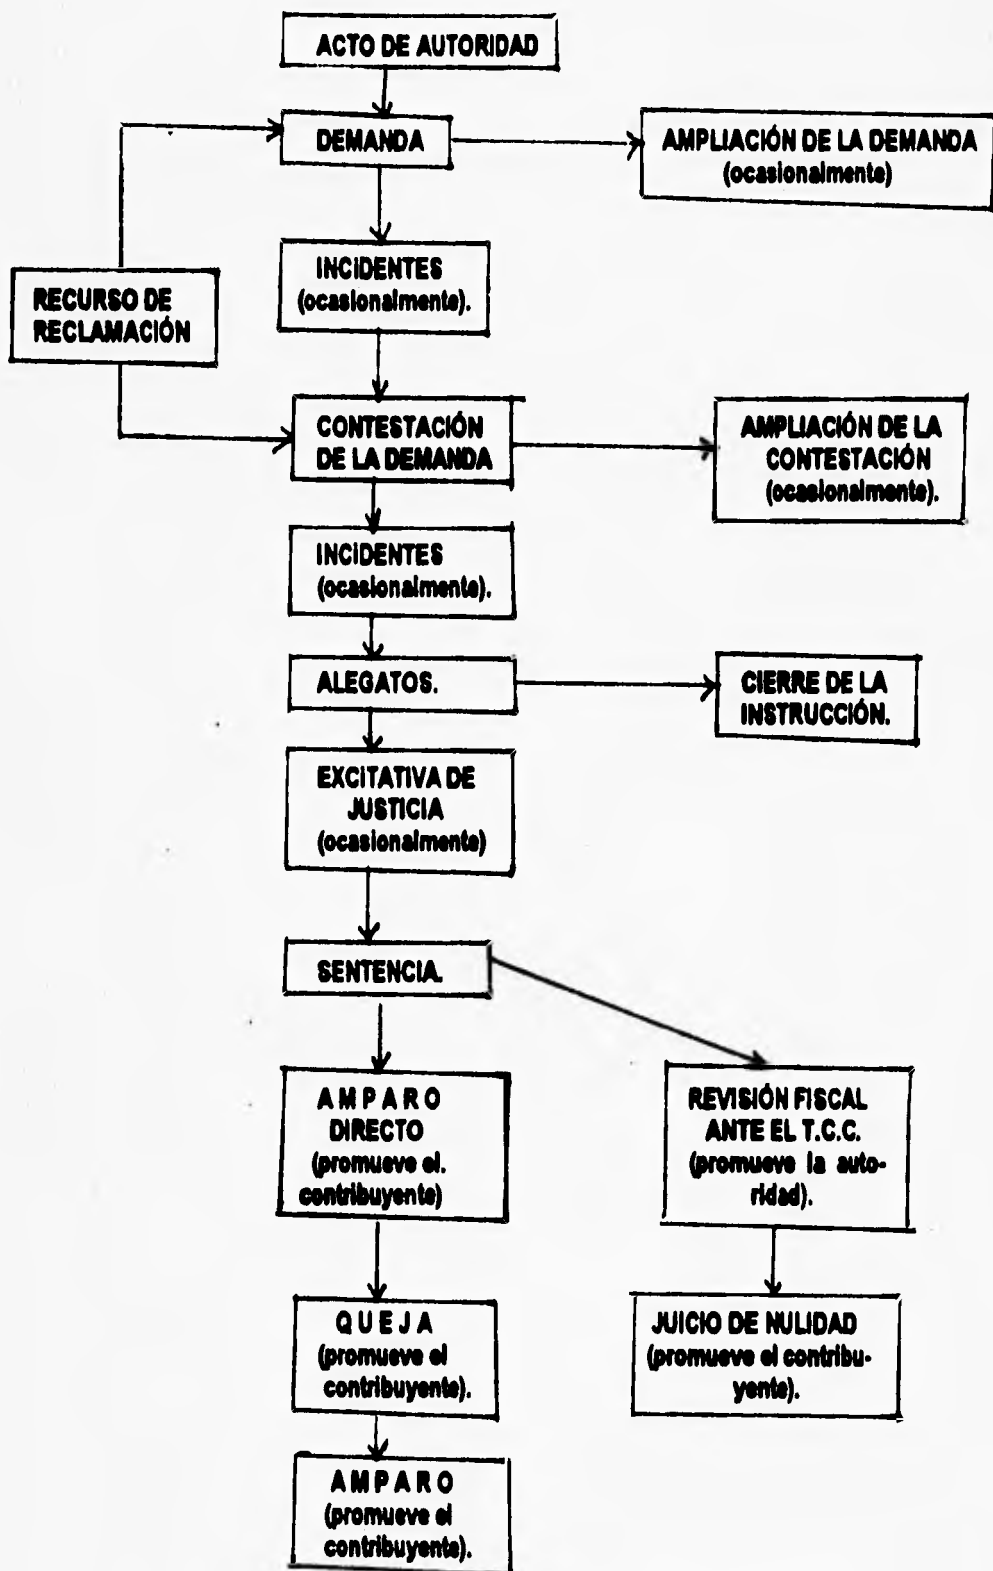 ACTO DE AUTORIDAD
DEMANDA
AMPLIACIÓN DE LA DEMANDA
(ocasionalmente)
INCIDENTES
(ocasionalmente).
RECURSO DE
RECLAMACIÓN
CONTESTACIÓN
DE LA DEMANDA
AMPLIACIÓN DE LA
CONTESTACIÓN
(ocasionalmente).
INCIDENTES
(ocasionalmente).
ALEGATOS.
CIERRE DE LA
INSTRUCCIÓN.
EXCITATIVA DE
JUSTICIA
(ocasionalmente)
SENTENCIA.
A M P A R O
DIRECTO
(promueve el.
contribuyente)
REVISIÓN FISCAL
ANTE EL T.C.C.
(promueve la auto-
ridad).
Q U E J A
(promueve el
contribuyente).
JUICIO DE NULIDAD
(promueve el contribu-
yente).
A M P A R O
(promueve el
contribuyente).